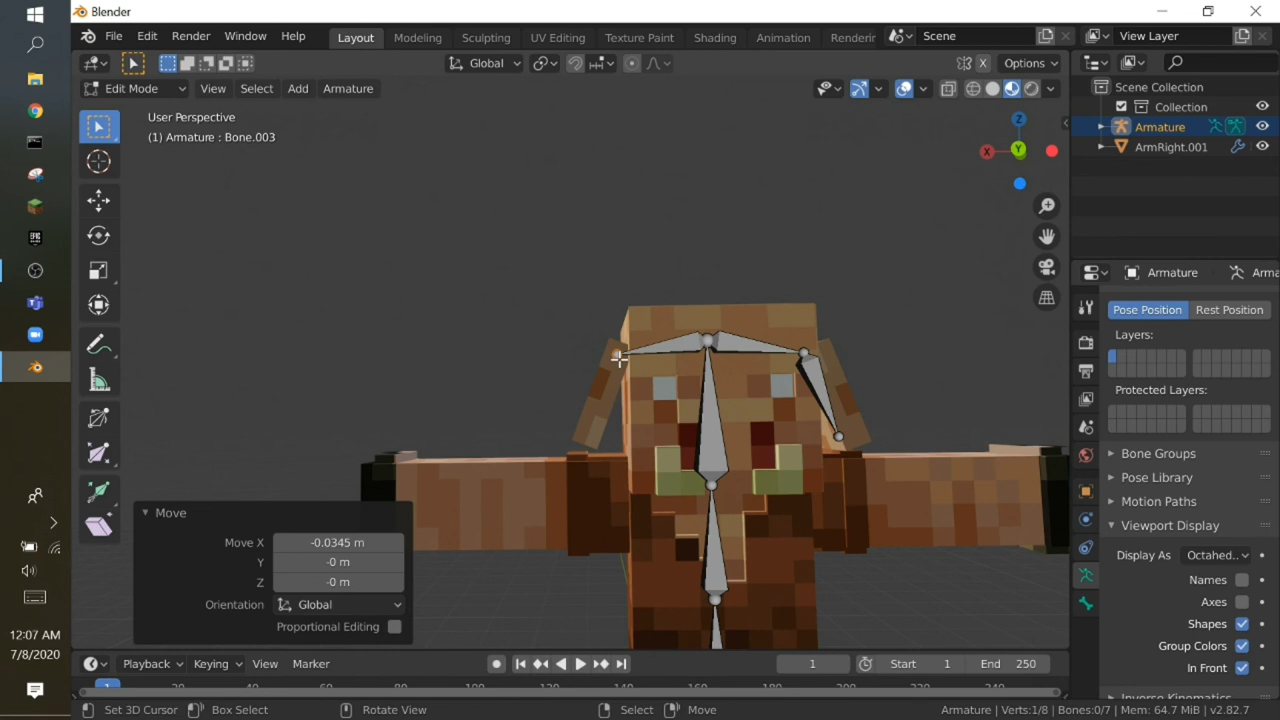 Blender
File Edit Render Window Help
Layout Modeling Sculpting UV Editing Texture Paint Shading Animation Renderin
Scene
View Layer
Global
X
Options
Edit Mode View Select Add Armature
User Perspective
(1) Armature : Bone.003
Z
X
Y
Scene Collection
Collection
Armature
ArmRight.001
Armature
Arma
Pose Position
Rest Position
Layers:
Protected Layers:
Bone Groups
Pose Library
Motion Paths
Viewport Display
Display As
Octahed..
Names
Axes
Shapes
Group Colors
In Front
Move
Move X
-0.0345 m
Y
-0 m
Z
-0 m
Orientation
Global
Proportional Editing
EPIC
GAMES
12:07 AM
7/8/2020
Playback Keying View Marker
1
Start 1
End 250
1
Set 3D Cursor
Box Select
Rotate View
Select
Move
Armature | Verts:1/8 | Bones:0/7 | Mem: 64.7 MiB | v2.82.7